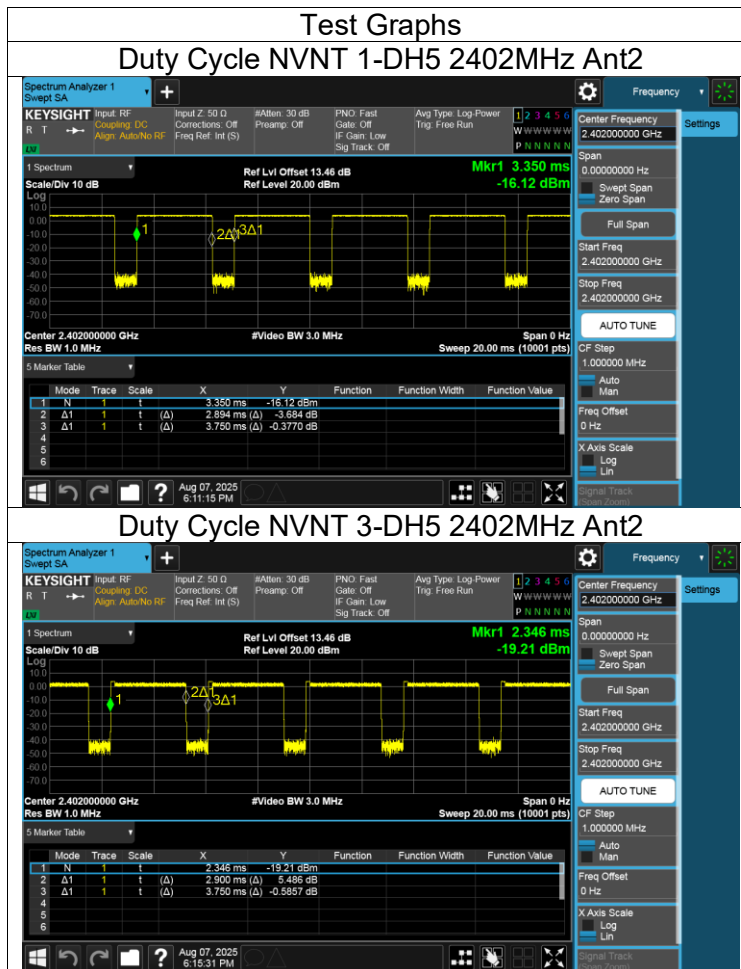 Test Graphs
Duty Cycle NVNT 1-DH5 2402MHz Ant2
Spectrum Analyzer 1
Swept SA
Frequency
KEYSIGHT Input: RF Input Z: 50 Ω #Atten: 30 dB PNO: Fast Avg Type: Log-Power 1 2 3 4 5 6
R T Coupling: DC Corrections: Off Preamp: Off Gate: Off Trig: Free Run W W W W W W
Align: Auto/No RF Freq Ref: Int (S) IF Gain: Low P N N N N N
Sig Track: Off
LXI
1 Spectrum
Scale/Div 10 dB
Ref Lvl Offset 13.46 dB
Ref Level 20.00 dBm
Mkr1 3.350 ms
-16.12 dBm
Log
10.0
0.00
-10.0
-20.0
-30.0
-40.0
-50.0
-60.0
-70.0
1
2Δ1
3Δ1
Center 2.402000000 GHz #Video BW 3.0 MHz Span 0 Hz
Res BW 1.0 MHz Sweep 20.00 ms (10001 pts)
5 Marker Table
Mode Trace Scale X Y Function Function Width Function Value
1 N 1 t 3.350 ms -16.12 dBm
2 Δ1 1 t (Δ) 2.894 ms (Δ) -3.684 dB
3 Δ1 1 t (Δ) 3.750 ms (Δ) -0.3770 dB
4
5
6
Aug 07, 2025
6:11:15 PM
Center Frequency
2.402000000 GHz
Settings
Span
0.00000000 Hz
Swept Span
Zero Span
Full Span
Start Freq
2.402000000 GHz
Stop Freq
2.402000000 GHz
AUTO TUNE
CF Step
1.000000 MHz
Auto
Man
Freq Offset
0 Hz
X Axis Scale
Log
Lin
Signal Track
(Span Zoom)
Duty Cycle NVNT 3-DH5 2402MHz Ant2
Spectrum Analyzer 1
Swept SA
Frequency
KEYSIGHT Input: RF Input Z: 50 Ω #Atten: 30 dB PNO: Fast Avg Type: Log-Power 1 2 3 4 5 6
R T Coupling: DC Corrections: Off Preamp: Off Gate: Off Trig: Free Run W W W W W W
Align: Auto/No RF Freq Ref: Int (S) IF Gain: Low P N N N N N
Sig Track: Off
LXI
1 Spectrum
Scale/Div 10 dB
Ref Lvl Offset 13.46 dB
Ref Level 20.00 dBm
Mkr1 2.346 ms
-19.21 dBm
Log
10.0
0.00
-10.0
-20.0
-30.0
-40.0
-50.0
-60.0
-70.0
1
2Δ1
3Δ1
Center 2.402000000 GHz #Video BW 3.0 MHz Span 0 Hz
Res BW 1.0 MHz Sweep 20.00 ms (10001 pts)
5 Marker Table
Mode Trace Scale X Y Function Function Width Function Value
1 N 1 t 2.346 ms -19.21 dBm
2 Δ1 1 t (Δ) 2.900 ms (Δ) 5.486 dB
3 Δ1 1 t (Δ) 3.750 ms (Δ) -0.5857 dB
4
5
6
Aug 07, 2025
6:15:31 PM
Center Frequency
2.402000000 GHz
Settings
Span
0.00000000 Hz
Swept Span
Zero Span
Full Span
Start Freq
2.402000000 GHz
Stop Freq
2.402000000 GHz
AUTO TUNE
CF Step
1.000000 MHz
Auto
Man
Freq Offset
0 Hz
X Axis Scale
Log
Lin
Signal Track
(Span Zoom)